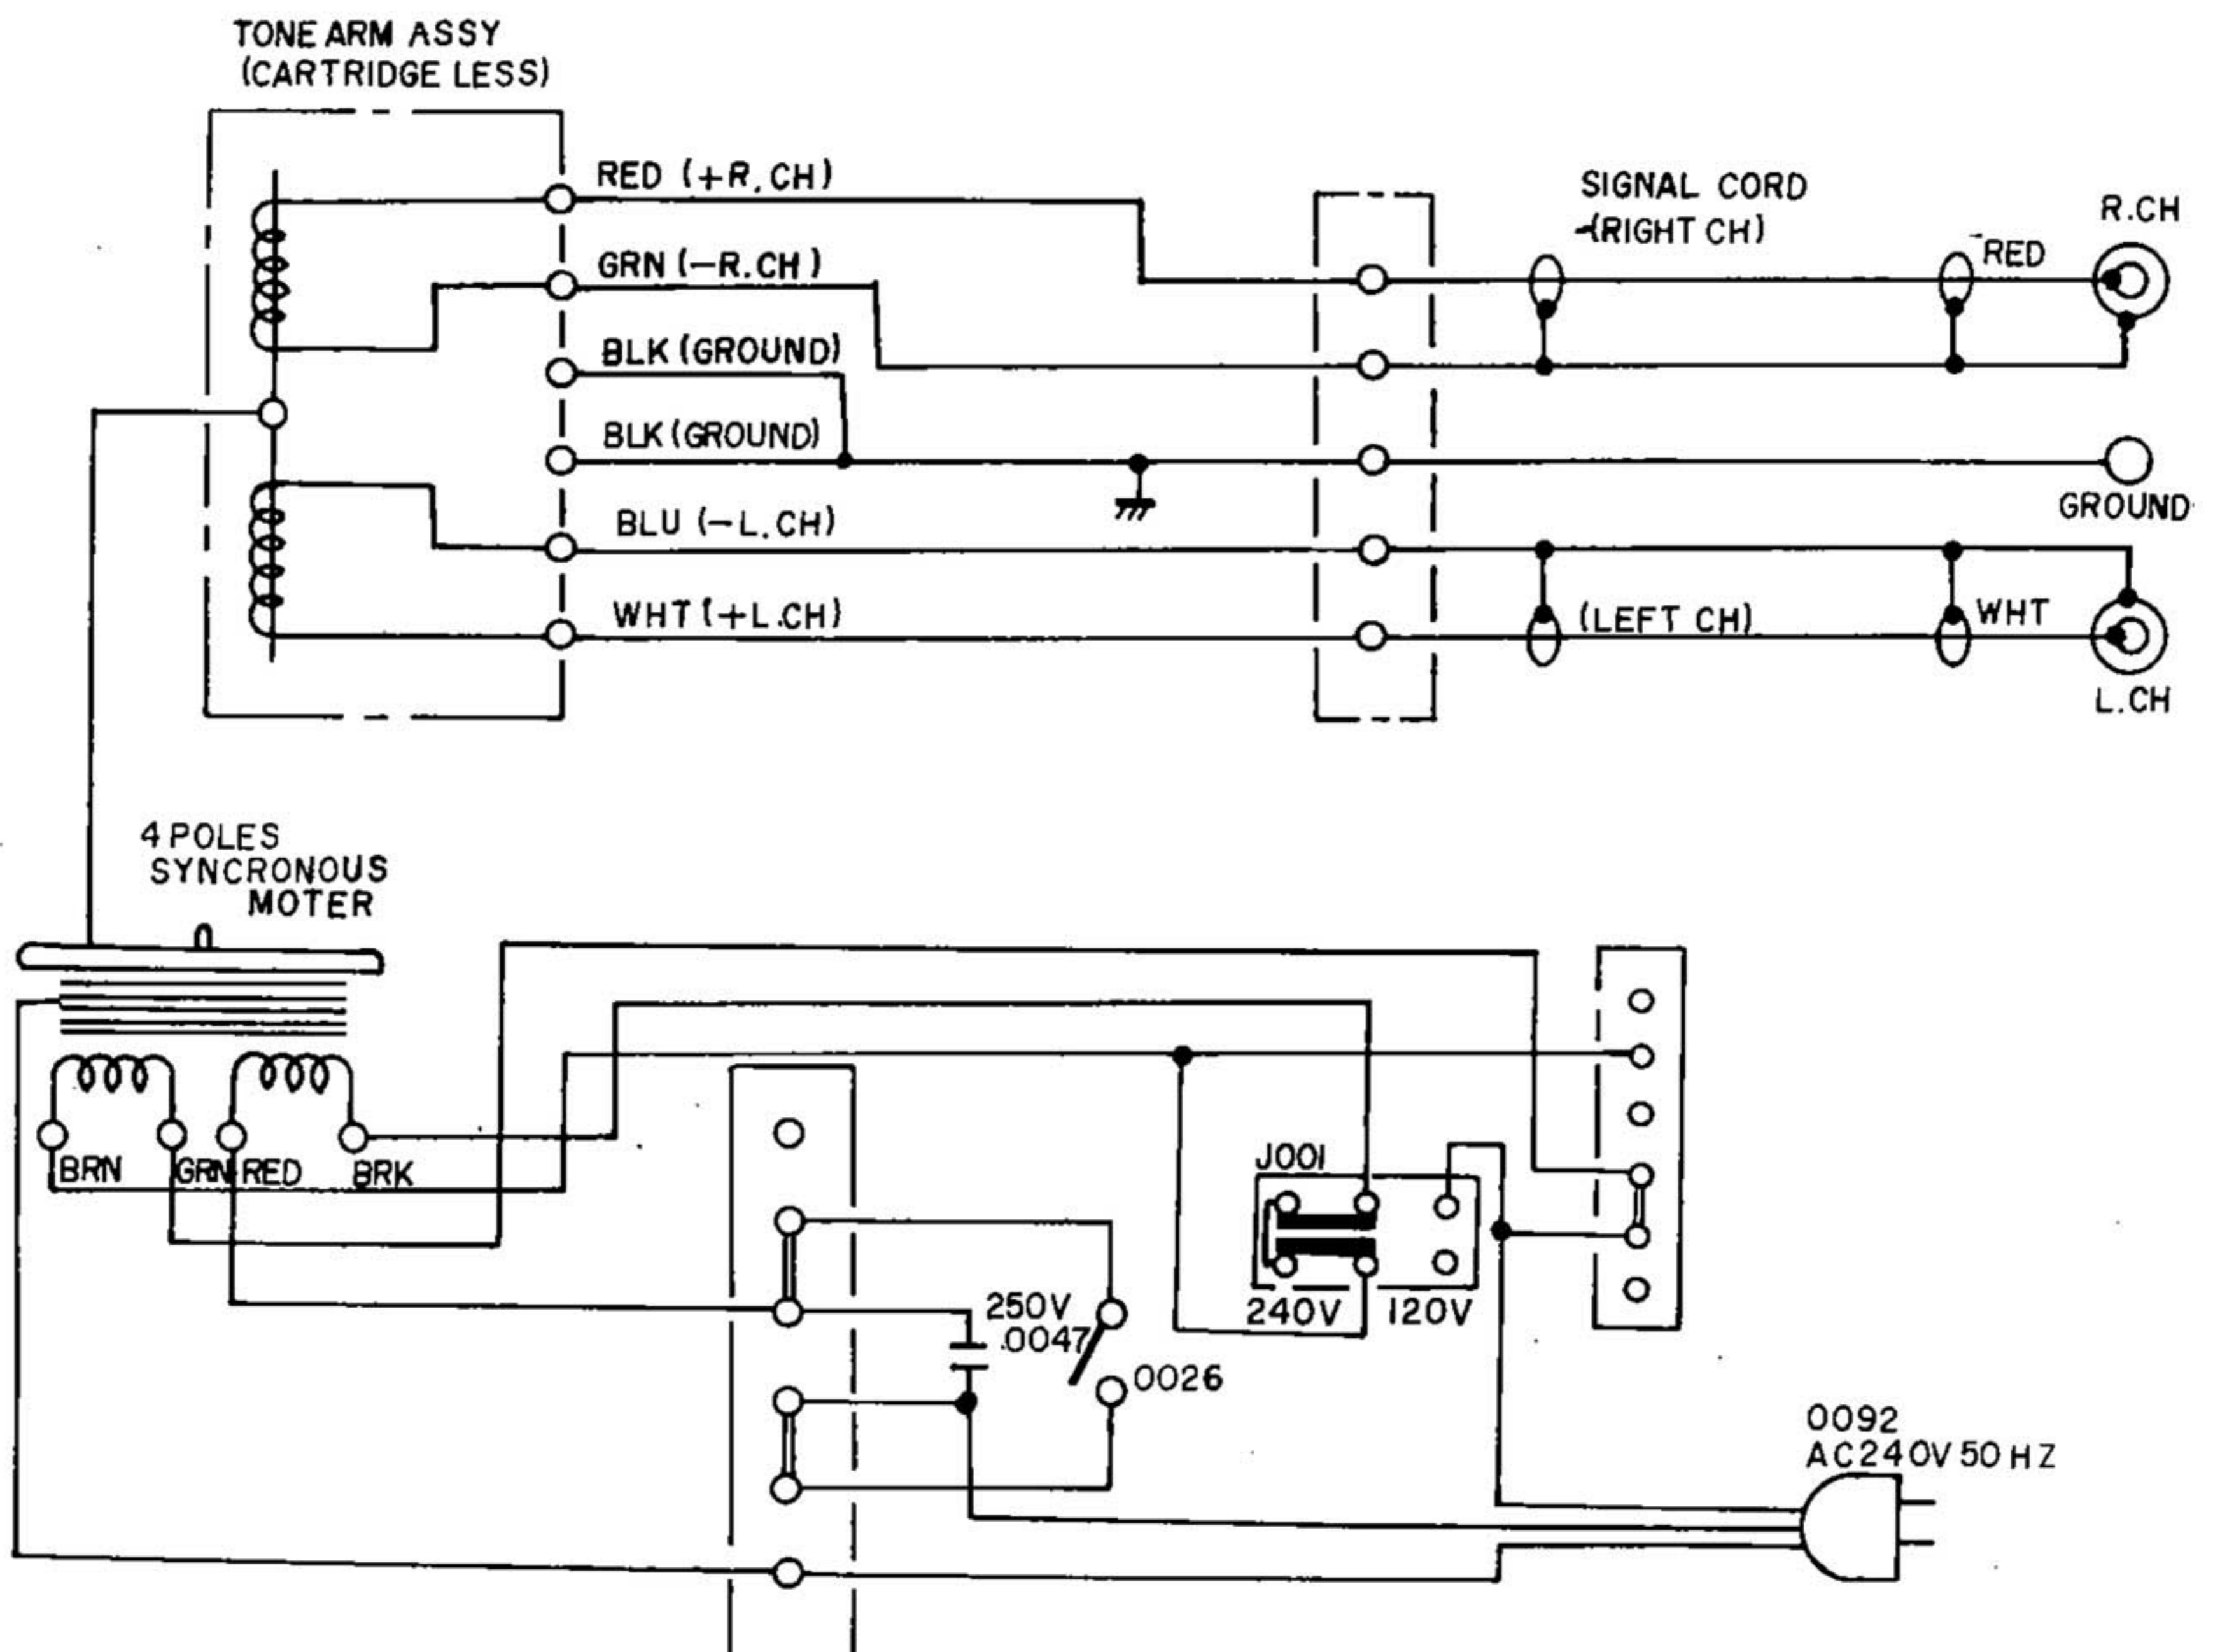 TONE ARM ASSY
(CARTRIDGE LESS)
RED (+R.CH)
GRN (-R.CH)
BLK (GROUND)
BLK (GROUND)
BLU (-L.CH)
WHT (+L.CH)
SIGNAL CORD
(RIGHT CH)
RED
R.CH
GROUND
(LEFT CH)
WHT
L.CH
4 POLES
SYNCRONOUS
MOTER
BRN
GRN
RED
BRK
J001
240V
120V
250V
.0047
0026
0092
AC240V 50HZ